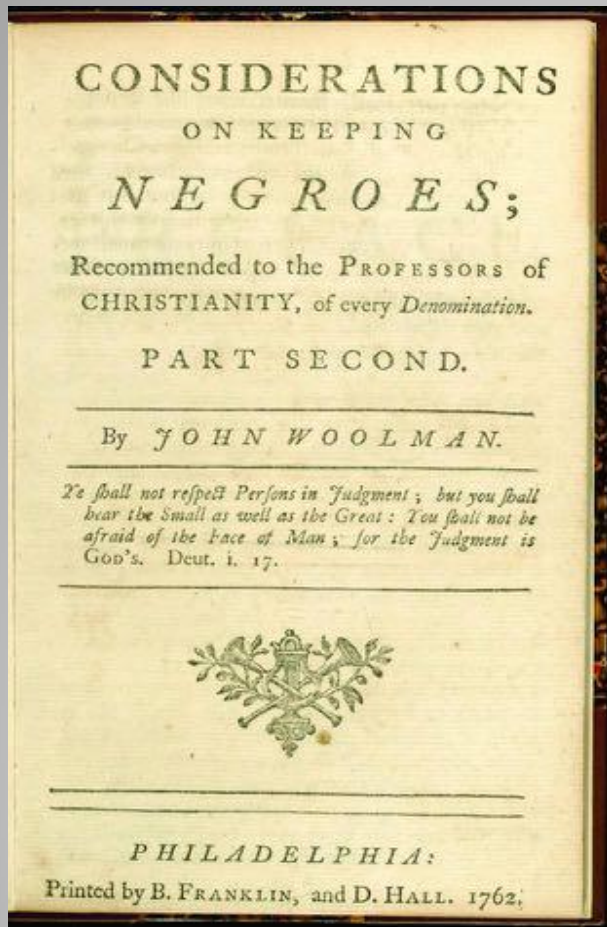 CONSIDERATIONS
ON KEEPING
NEGROES;
Recommended to the PROFESSORS of
CHRISTIANITY, of every Denomination.
PART SECOND.
By JOHN WOOLMAN.
Ye ſhall not reſpect Perſons in Judgment; but you ſhall
hear the Small as well as the Great: You ſhall not be
afraid of the Face of Man; for the Judgment is
GOD's. Deut. i. 17.
PHILADELPHIA:
Printed by B. FRANKLIN, and D. HALL. 1762.